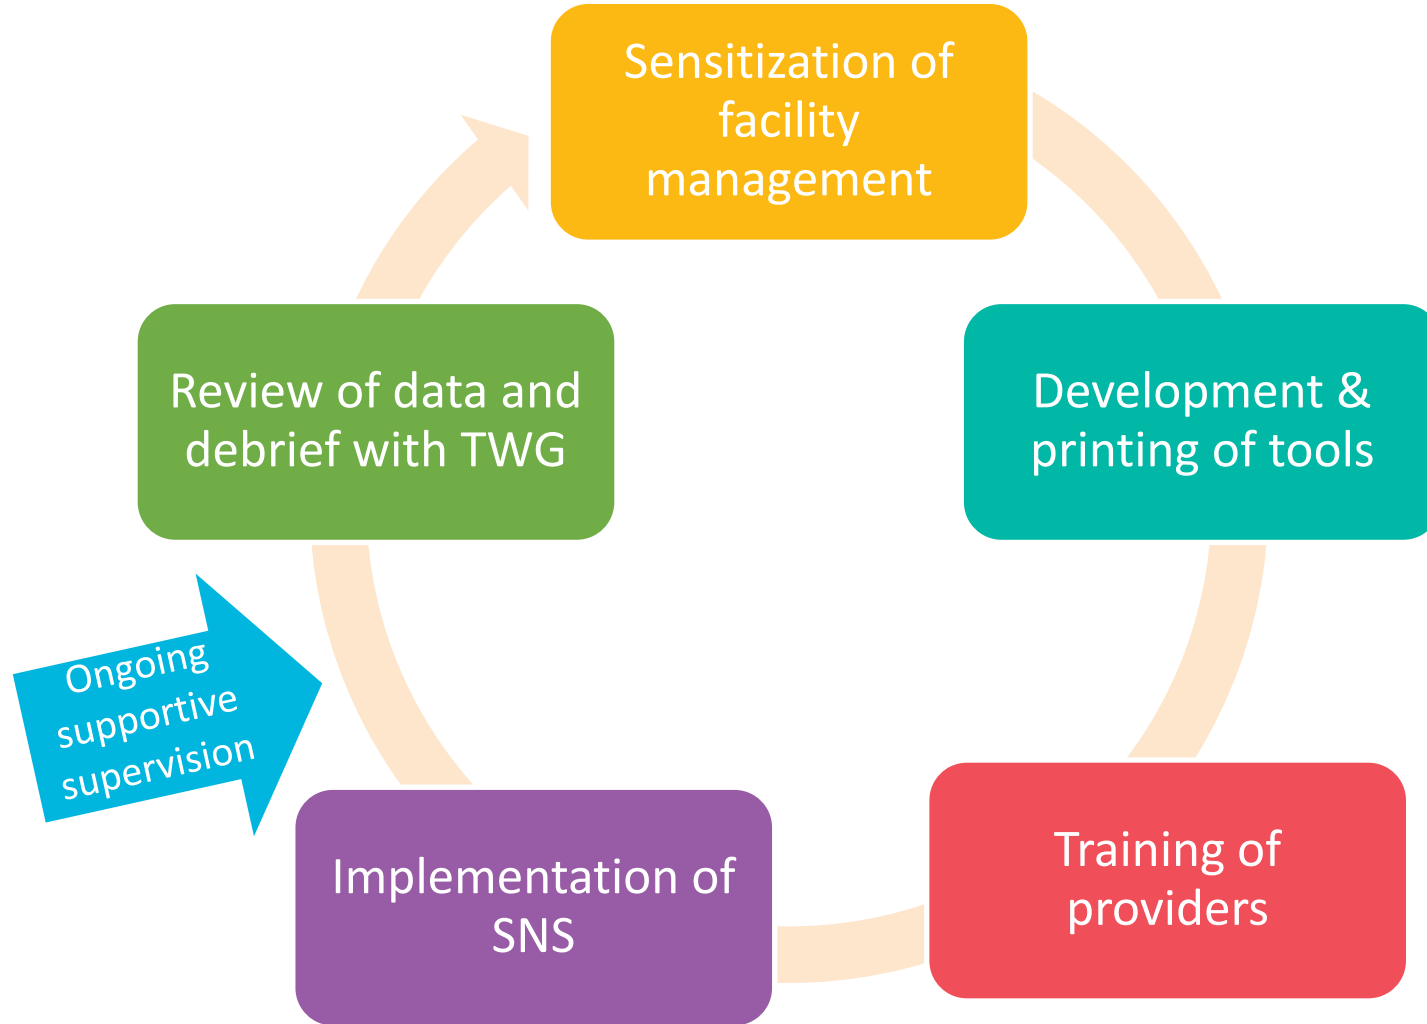 Sensitization of
facility
management
Development &
printing of tools
Training of
providers
Implementation of
SNS
Ongoing
supportive
supervision
Review of data and
debrief with TWG